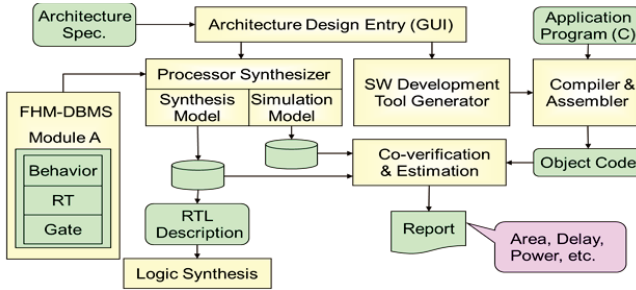 Architecture
Spec.
Architecture Design Entry (GUI)
Application
Program (C)
Processor Synthesizer
Synthesis
Model
Simulation
Model
SW Development
Tool Generator
Compiler &
Assembler
FHM-DBMS
Module A
Behavior
RT
Gate
Co-verification
& Estimation
Object Code
RTL
Description
Report
Area, Delay,
Power, etc.
Logic Synthesis